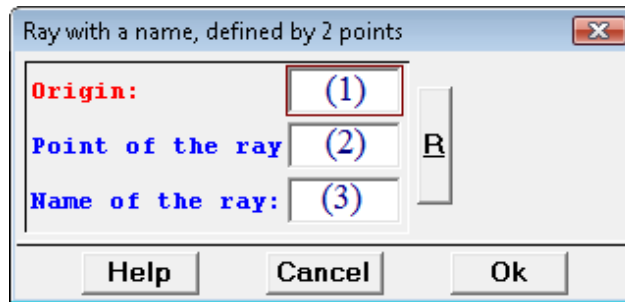 Ray with a name, defined by 2 points
Origin: (1)
Point of the ray (2)
R
Name of the ray: (3)
Help Cancel Ok